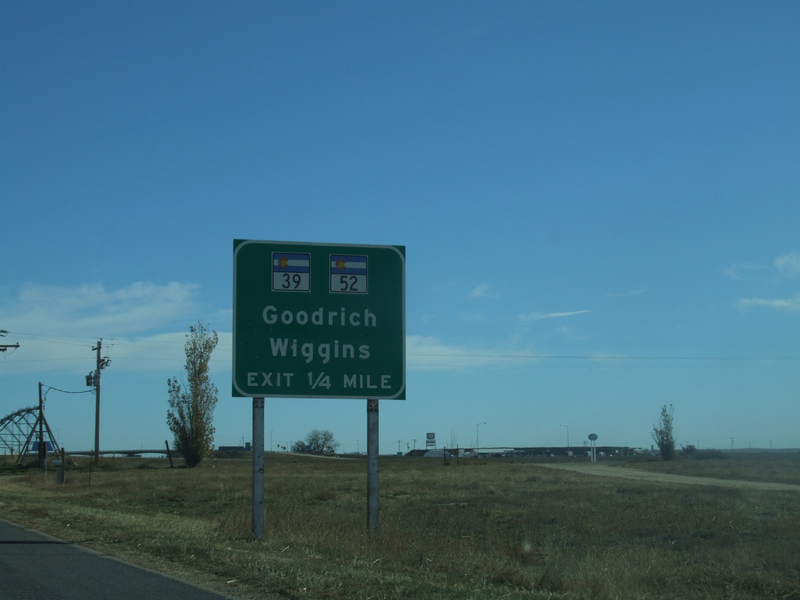 39 52
Goodrich
Wiggins
EXIT 1/4 MILE